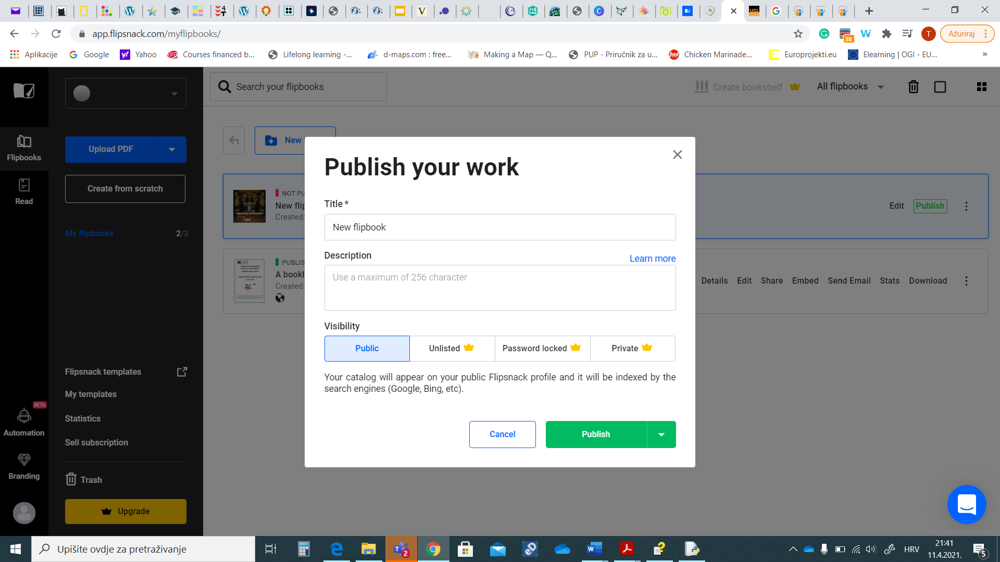 app.flipsnack.com/myflipbooks/
38
T
Ažuriraj
Aplikacije
Google
Yahoo
Courses financed b...
Lifelong learning -...
d-maps.com : free...
Making a Map — Q...
PUP - Priručnik za u...
Chicken Marinade...
Europrojekti.eu
Elearning | OGI - EU...
»
Search your flipbooks
Create bookshelf
All flipbooks
Flipbooks
Read
Automation
BETA
Branding
Upload PDF
Create from scratch
My flipbooks
2/3
Flipsnack templates
My templates
Statistics
Sell subscription
Trash
Upgrade
New
NOT PU
New flip
Created:
Edit
Publish
PUBLIS
A bookl
Created:
Details
Edit
Share
Embed
Send Email
Stats
Download
Publish your work
Title *
New flipbook
Description
Learn more
Use a maximum of 256 character
Visibility
Public
Unlisted
Password locked
Private
Your catalog will appear on your public Flipsnack profile and it will be indexed by the
search engines (Google, Bing, etc).
Cancel
Publish
Upišite ovdje za pretraživanje
2
HRV
21:41
11.4.2021.
5